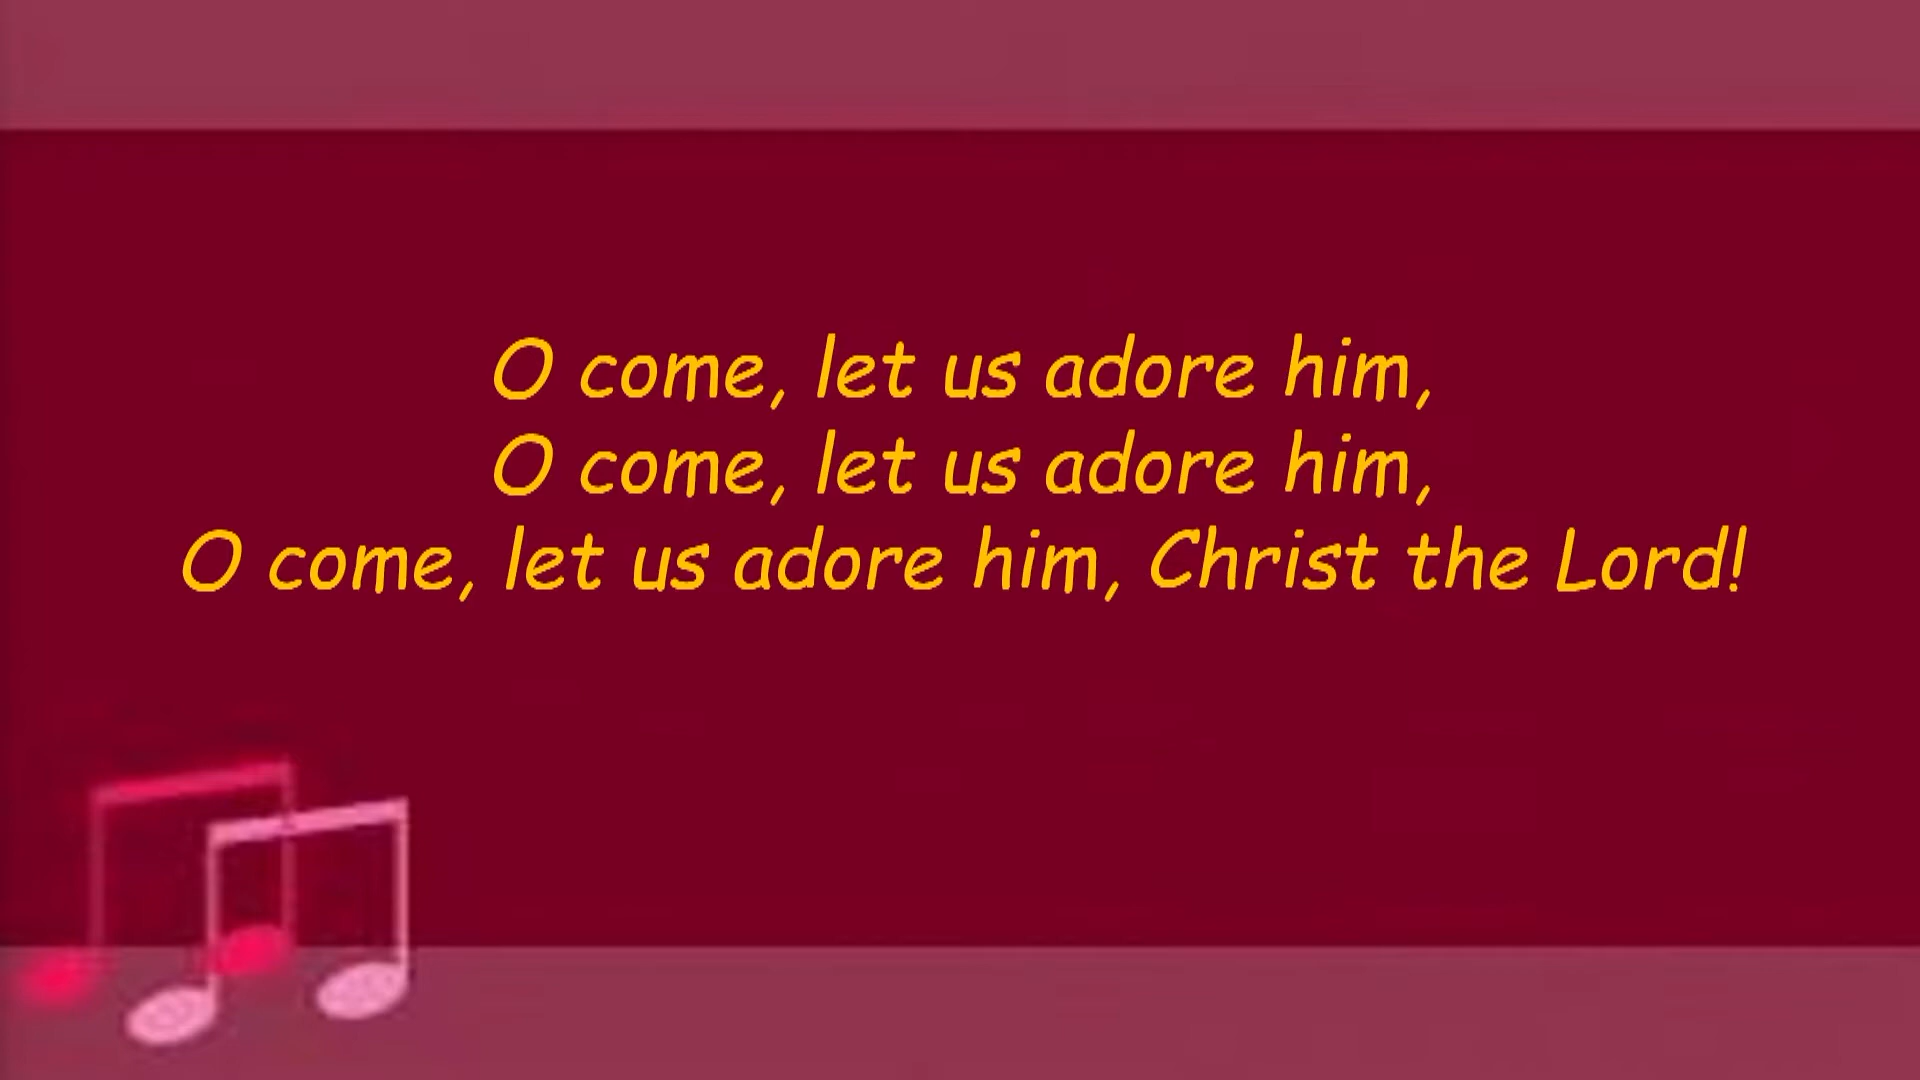 O come, let us adore him,
O come, let us adore him,
O come, let us adore him, Christ the Lord!